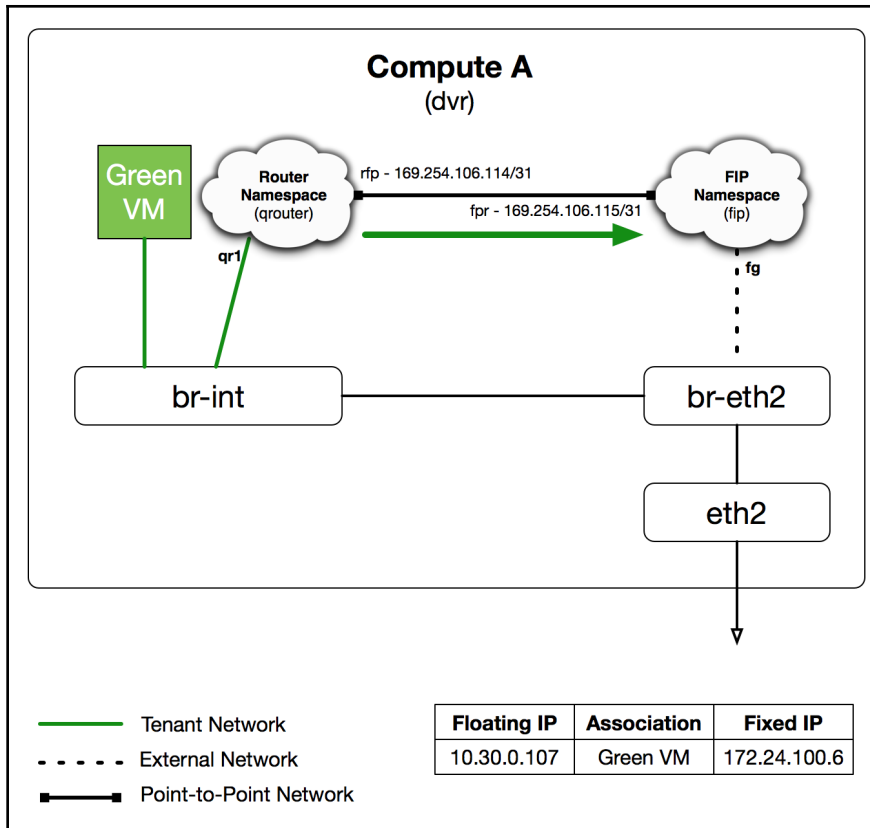 Compute A
(dvr)
Green
VM
Router
Namespace
(qrouter)
rfp - 169.254.106.114/31
fpr - 169.254.106.115/31
FIP
Namespace
(fip)
qr1
fg
br-int
br-eth2
eth2
Tenant Network
External Network
Point-to-Point Network
Floating IP Association Fixed IP
10.30.0.107 Green VM 172.24.100.6